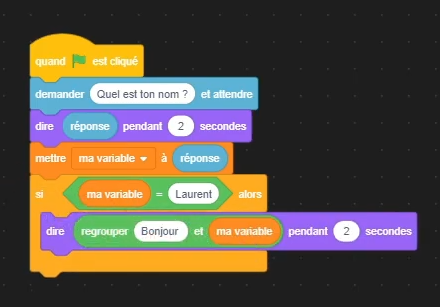 quand est cliqué
demander Quel est ton nom ? et attendre
dire réponse pendant 2 secondes
mettre ma variable à réponse
si ma variable = Laurent alors
dire regrouper Bonjour et ma variable pendant 2 secondes